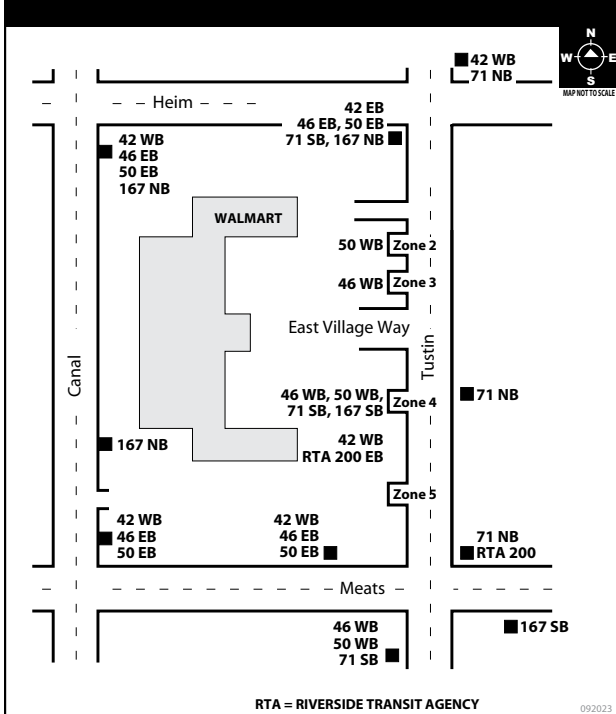 N
W E
S
MAP NOT TO SCALE
42 WB
71 NB
Heim
42 EB
46 EB, 50 EB
71 SB, 167 NB
42 WB
46 EB
50 EB
167 NB
WALMART
50 WB Zone 2
46 WB Zone 3
East Village Way
Canal
Tustin
46 WB, 50 WB,
71 SB, 167 SB
Zone 4
71 NB
167 NB
42 WB
RTA 200 EB
Zone 5
42 WB
46 EB
50 EB
42 WB
46 EB
50 EB
71 NB
RTA 200
Meats
46 WB
50 WB
71 SB
167 SB
RTA = RIVERSIDE TRANSIT AGENCY
092023